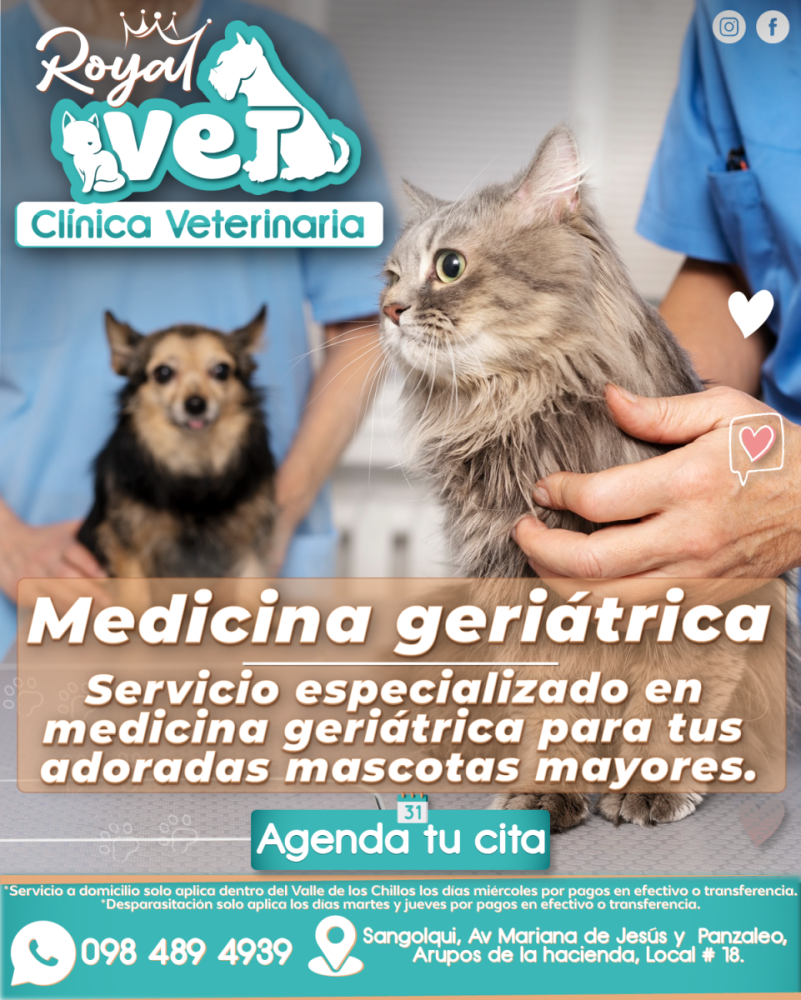 Royal
Vet
Clínica Veterinaria
Medicina geriátrica
Servicio especializado en
medicina geriátrica para tus
adoradas mascotas mayores.
31
Agenda tu cita
*Servicio a domicilio solo aplica dentro del Valle de los Chillos los días miércoles por pagos en efectivo o transferencia.
*Desparasitación solo aplica los días martes y jueves por pagos en efectivo o transferencia.
098 489 4939
Sangolqui, Av Mariana de Jesús y Panzaleo,
Arupos de la hacienda, Local # 18.